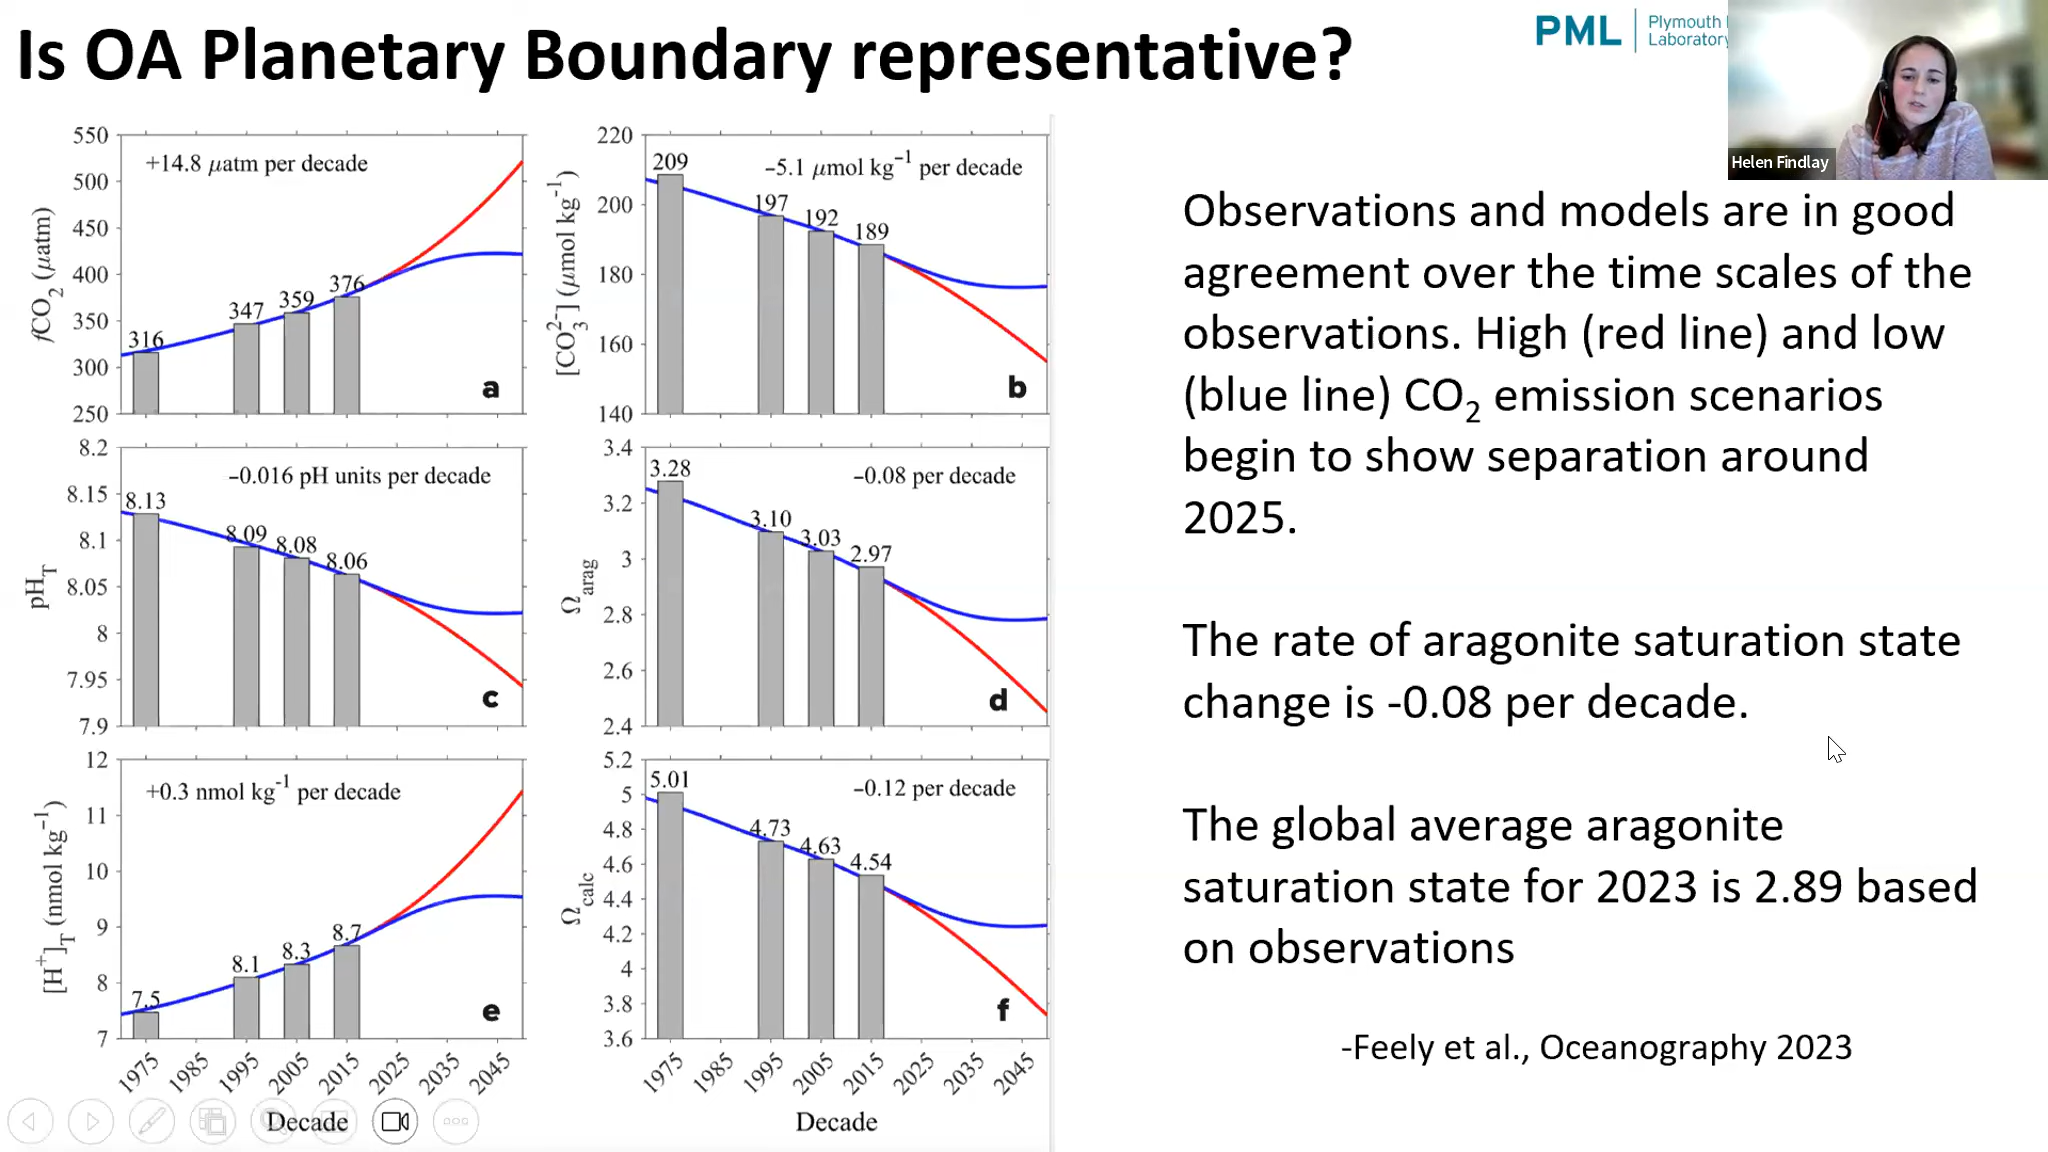 Is OA Planetary Boundary representative?
PML
Plymouth
Laboratory
Helen Findlay
550
500
450
400
350
300
250
fCO2 (μatm)
+14.8 μatm per decade
316
347
359
376
a
220
200
180
160
140
[CO3^2-] (μmol kg^-1)
-5.1 μmol kg^-1 per decade
209
197
192
189
b
8.2
8.15
8.1
8.05
8
7.95
7.9
pHT
-0.016 pH units per decade
8.13
8.09
8.08
8.06
c
3.4
3.2
3
2.8
2.6
2.4
Ωarag
-0.08 per decade
3.28
3.10
3.03
2.97
d
12
11
10
9
8
7
[H+]T (nmol kg^-1)
+0.3 nmol kg^-1 per decade
7.5
8.1
8.3
8.7
e
1975
1985
1995
2005
2015
2025
2035
2045
Decade
5.2
5
4.8
4.6
4.4
4.2
4
3.8
3.6
Ωcalc
-0.12 per decade
5.01
4.73
4.63
4.54
f
1975
1985
1995
2005
2015
2025
2035
2045
Decade
Observations and models are in good
agreement over the time scales of the
observations. High (red line) and low
(blue line) CO2 emission scenarios
begin to show separation around
2025.
The rate of aragonite saturation state
change is -0.08 per decade.
The global average aragonite
saturation state for 2023 is 2.89 based
on observations
-Feely et al., Oceanography 2023